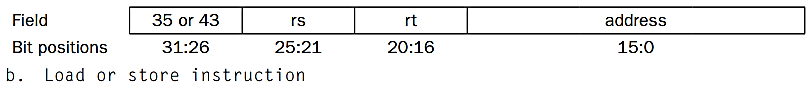 Field 35 or 43 rs rt address
Bit positions 31:26 25:21 20:16 15:0
b. Load or store instruction